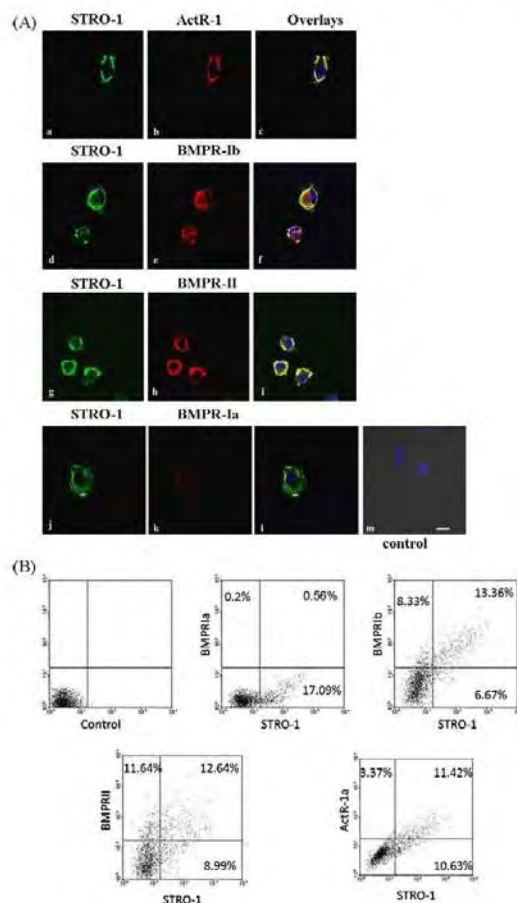 (A)
STRO-1 ActR-1 Overlays
a b c
STRO-1 BMPR-Ib
d e f
STRO-1 BMPR-II
g h i
STRO-1 BMPR-Ia
j k l m
control
(B)
Control
BMPRIa
0.2% 0.56%
17.09%
STRO-1
BMPRIb
8.33% 13.36%
6.67%
STRO-1
BMPRII
11.64% 12.64%
8.99%
STRO-1
ActR-1a
3.37% 11.42%
10.63%
STRO-1